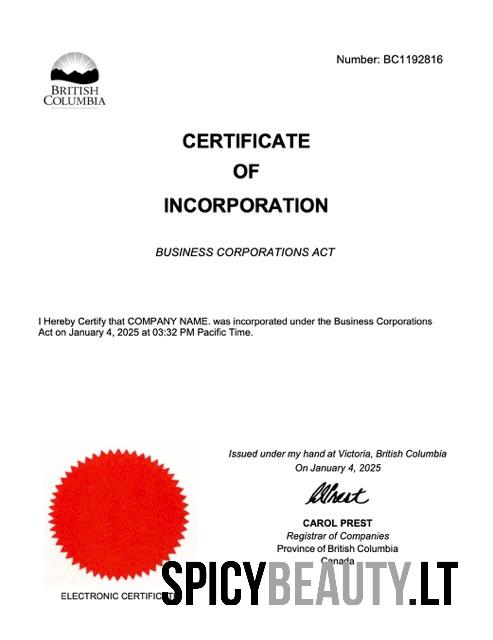 Number: BC1192816
BRITISH
COLUMBIA
CERTIFICATE
OF
INCORPORATION
BUSINESS CORPORATIONS ACT
I Hereby Certify that COMPANY NAME. was incorporated under the Business Corporations
Act on January 4, 2025 at 03:32 PM Pacific Time.
Issued under my hand at Victoria, British Columbia
On January 4, 2025
CAROL PREST
Registrar of Companies
Province of British Columbia
Canada
SPICYBEAUTY.LT
ELECTRONIC CERTIFICATE